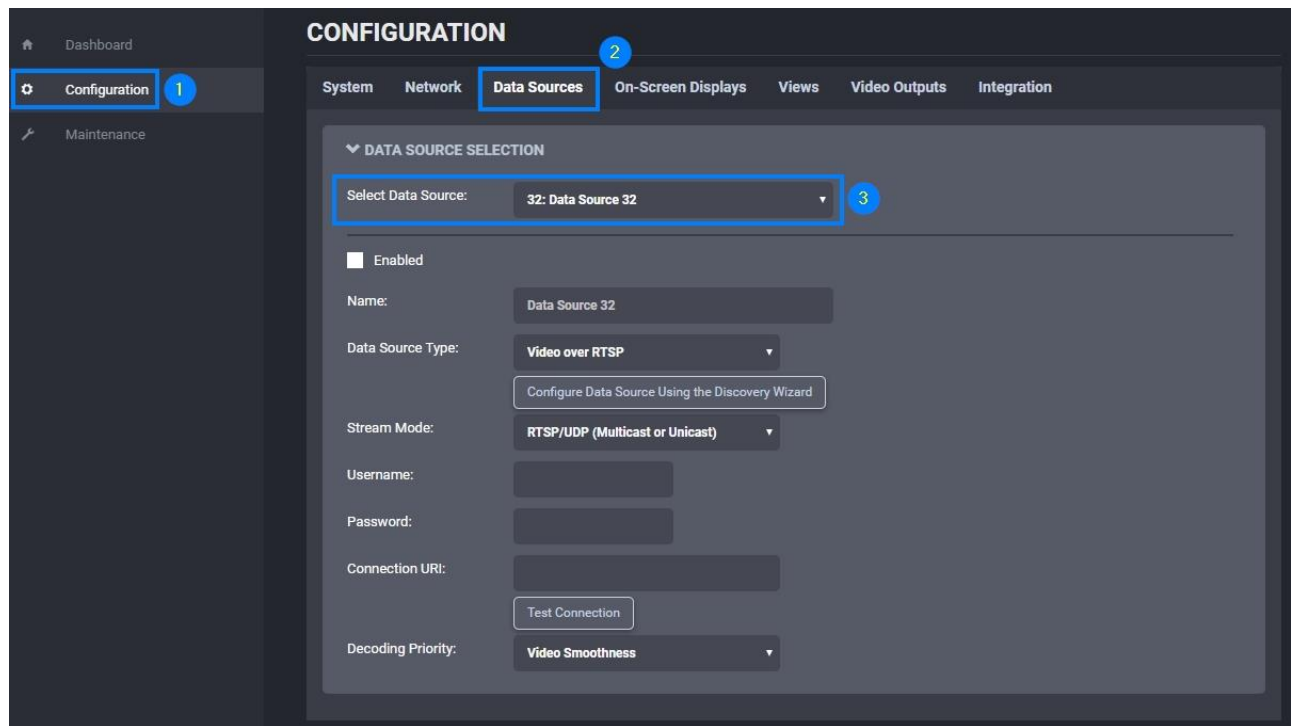 CONFIGURATION
Dashboard
2
Configuration 1
System Network Data Sources On-Screen Displays Views Video Outputs Integration
Maintenance
DATA SOURCE SELECTION
Select Data Source: 32: Data Source 32 3
Enabled
Name: Data Source 32
Data Source Type: Video over RTSP
Configure Data Source Using the Discovery Wizard
Stream Mode: RTSP/UDP (Multicast or Unicast)
Username:
Password:
Connection URI:
Test Connection
Decoding Priority: Video Smoothness